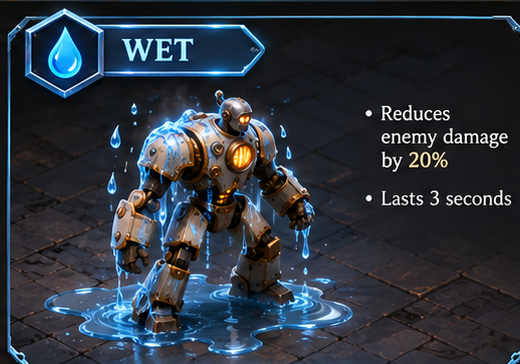 WET
• Reduces
enemy damage
by 20%
• Lasts 3 seconds